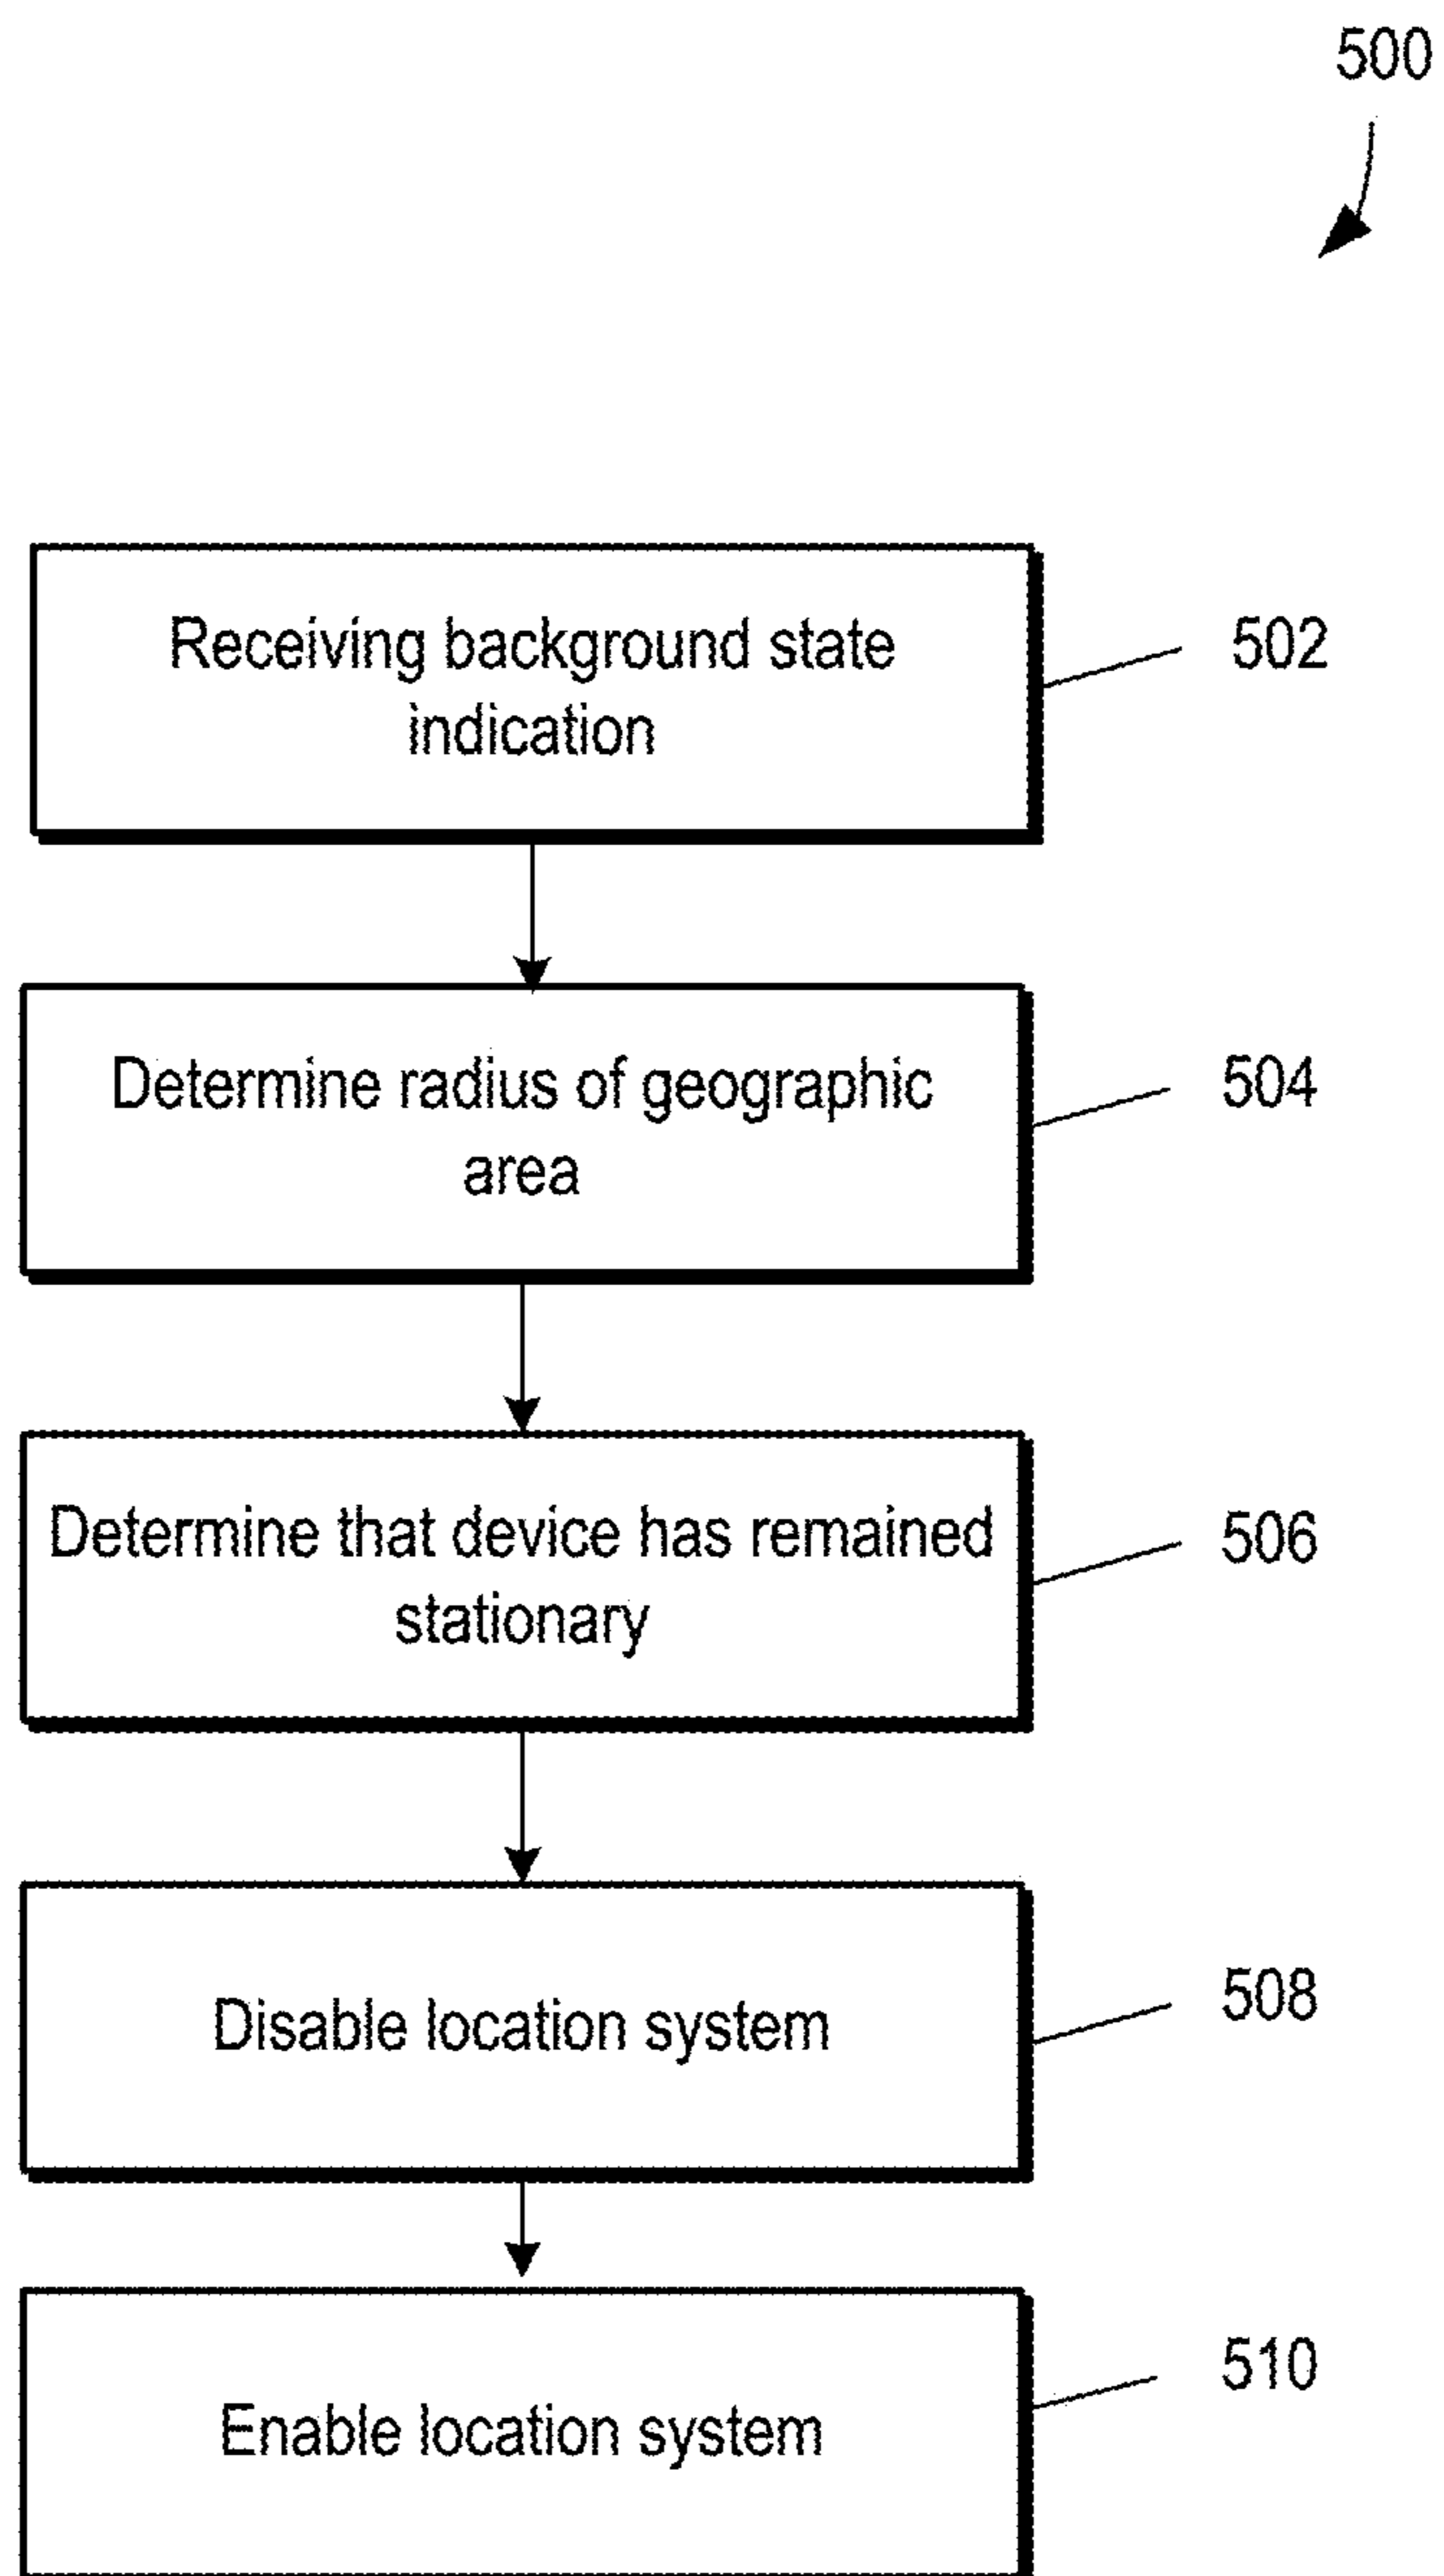 500
Receiving background state
indication
502
Determine radius of geographic
area
504
Determine that device has remained
stationary
506
Disable location system
508
Enable location system
510